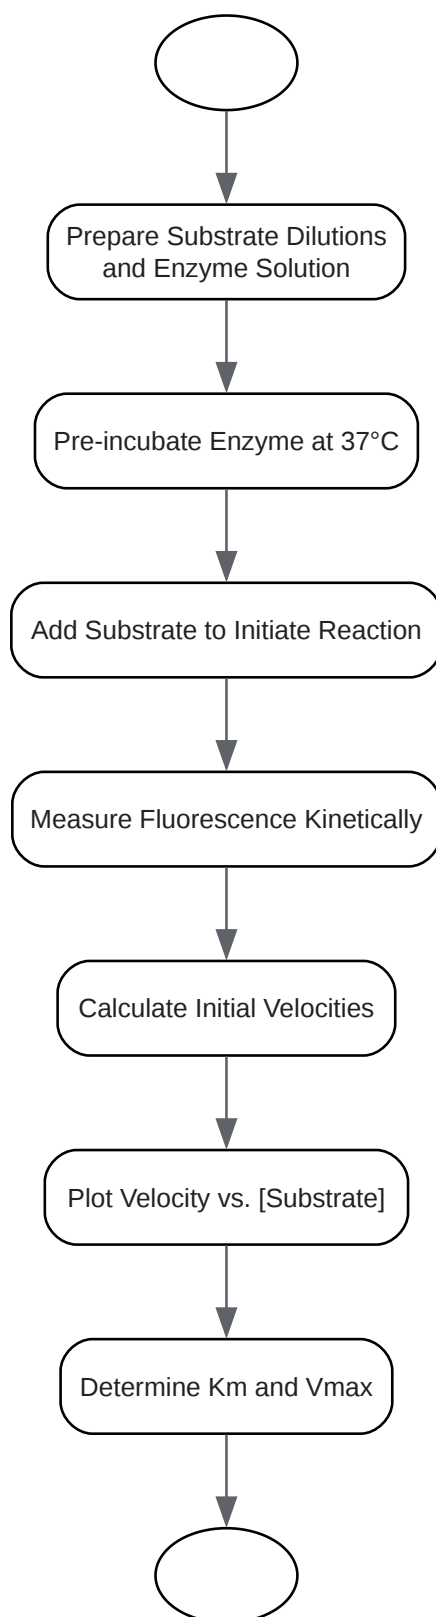 Prepare Substrate Dilutions
and Enzyme Solution
Pre-incubate Enzyme at 37°C
Add Substrate to Initiate Reaction
Measure Fluorescence Kinetically
Calculate Initial Velocities
Plot Velocity vs. [Substrate]
Determine Km and Vmax